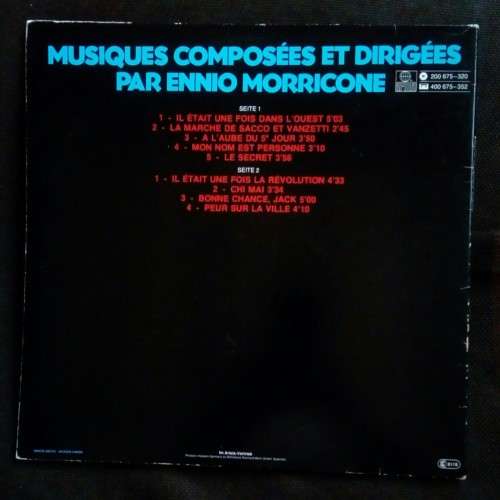 MUSIQUES COMPOSÉES ET DIRIGÉES
PAR ENNIO MORRICONE
200 675-320
400 675-352
SEITE 1
1 - IL ÉTAIT UNE FOIS DANS L'OUEST 5'03
2 - LA MARCHE DE SACCO ET VANZETTI 2'45
3 - A L'AUBE DU 5e JOUR 3'50
4 - MON NOM EST PERSONNE 3'10
5 - LE SECRET 3'58
SEITE 2
1 - IL ÉTAIT UNE FOIS LA RÉVOLUTION 4'33
2 - CHI MAI 3'34
3 - BONNE CHANCE, JACK 5'00
4 - PEUR SUR LA VILLE 4'10